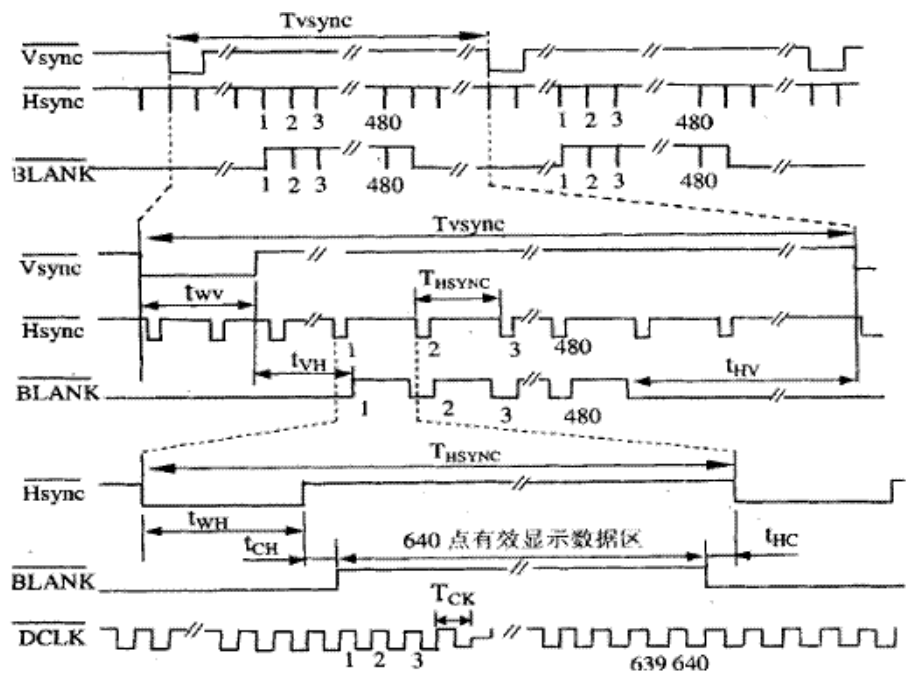 Tvsync
Vsync
Hsync
1 2 3 480 1 2 3 480
BLANK
1 2 3 480 1 2 3 480
Tvsync
Vsync
twv THSYNC
Hsync
1 2 3 480
tVH tHV
BLANK
1 2 3 480
THSYNC
Hsync
tWH
tCH 640 点有效显示数据区 tHC
BLANK
TCK
DCLK
1 2 3 639 640